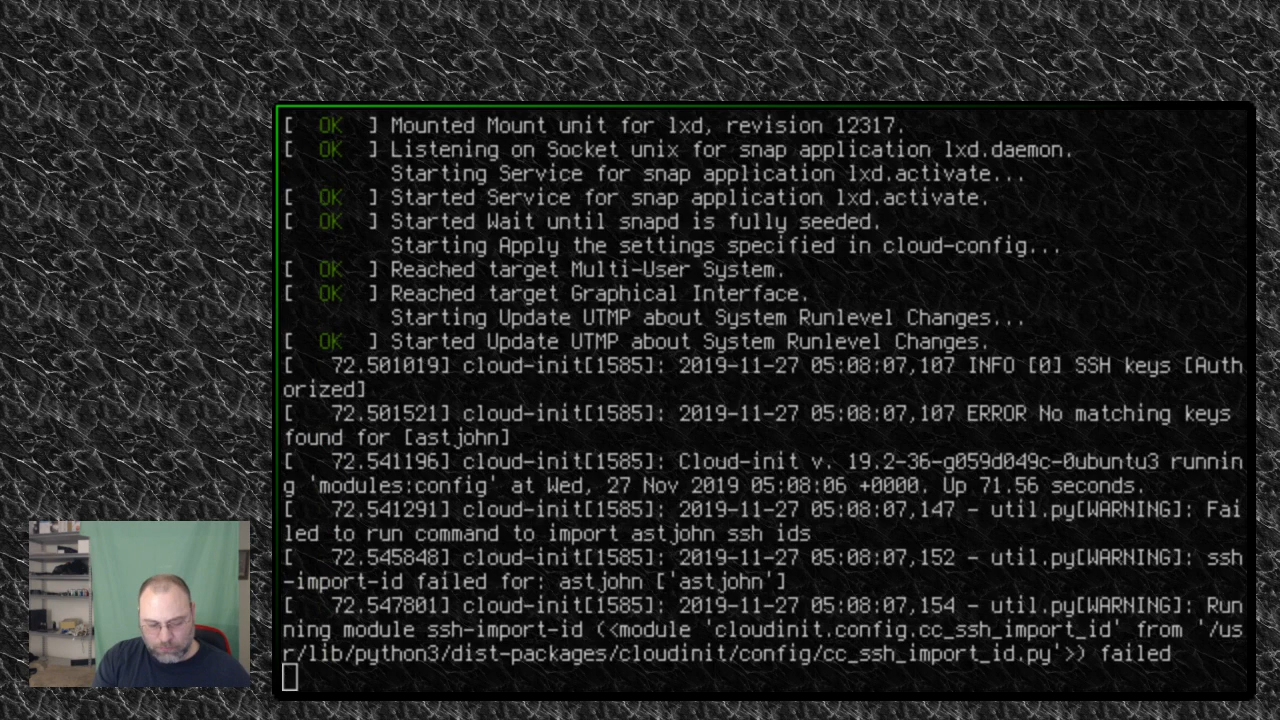 [  OK  ] Mounted Mount unit for lxd, revision 12317.
[  OK  ] Listening on Socket unix for snap application lxd.daemon.
         Starting Service for snap application lxd.activate...
[  OK  ] Started Service for snap application lxd.activate.
[  OK  ] Started Wait until snapd is fully seeded.
         Starting Apply the settings specified in cloud-config...
[  OK  ] Reached target Multi-User System.
[  OK  ] Reached target Graphical Interface.
         Starting Update UTMP about System Runlevel Changes...
[  OK  ] Started Update UTMP about System Runlevel Changes.
[   72.501019] cloud-init[1585]: 2019-11-27 05:08:07,107 INFO [0] SSH keys [Auth
orized]
[   72.501521] cloud-init[1585]: 2019-11-27 05:08:07,107 ERROR No matching keys
found for [astjohn]
[   72.541196] cloud-init[1585]: Cloud-init v. 19.2-36-g059d049c-0ubuntu3 runnin
g 'modules:config' at Wed, 27 Nov 2019 05:08:06 +0000. Up 71.56 seconds.
[   72.541291] cloud-init[1585]: 2019-11-27 05:08:07,147 - util.py[WARNING]: Fai
led to run command to import astjohn ssh ids
[   72.545848] cloud-init[1585]: 2019-11-27 05:08:07,152 - util.py[WARNING]: ssh
-import-id failed for: astjohn ['astjohn']
[   72.547801] cloud-init[1585]: 2019-11-27 05:08:07,154 - util.py[WARNING]: Run
ning module ssh-import-id (<module 'cloudinit.config.cc_ssh_import_id' from '/us
r/lib/python3/dist-packages/cloudinit/config/cc_ssh_import_id.py'>) failed